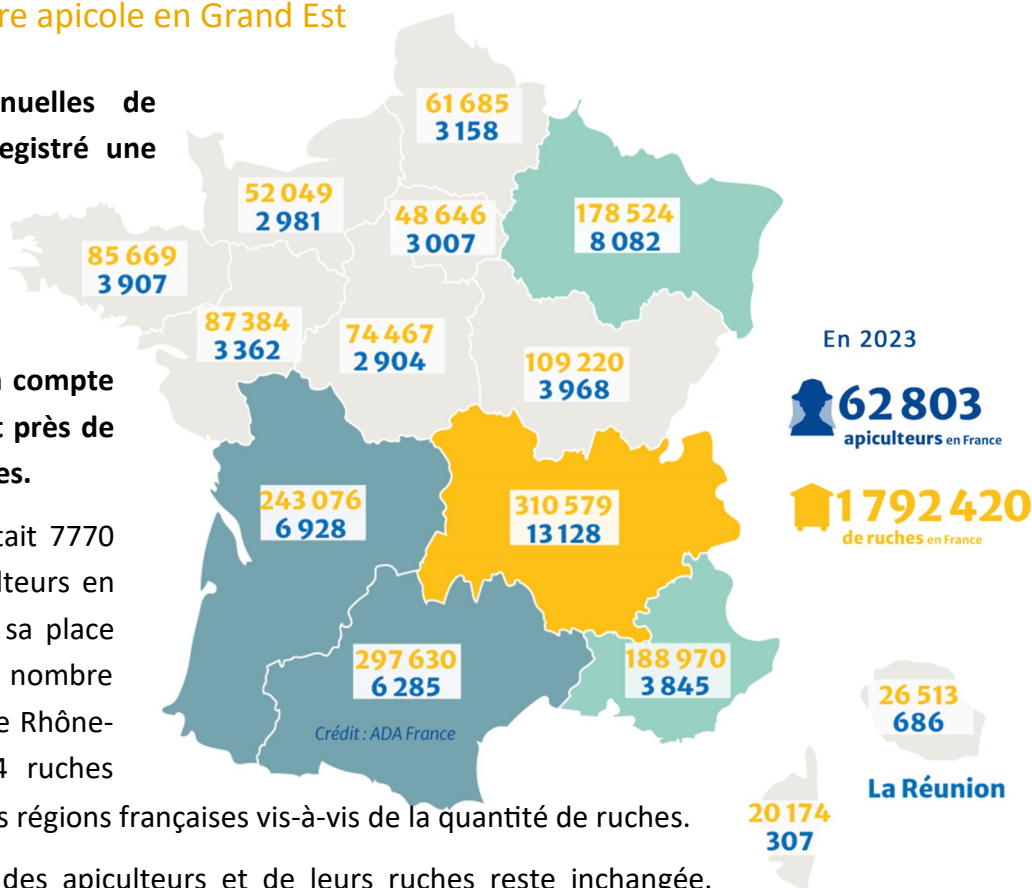 re apicole en Grand Est
nuelles de
egistré une
compte
près de
es.
tait 7770
lteurs en
sa place
nombre
e Rhône-
4 ruches
s régions françaises vis-à-vis de la quantité de ruches.
des apiculteurs et de leurs ruches reste inchangée.
61 685
3 158
52 049
2 981
48 646
3 007
178 524
8 082
85 669
3 907
87 384
3 362
74 467
2 904
109 220
3 968
243 076
6 928
310 579
13 128
297 630
6 285
188 970
3 845
Crédit : ADA France
En 2023
62 803
apiculteurs en France
1 792 420
de ruches en France
26 513
686
La Réunion
20 174
307